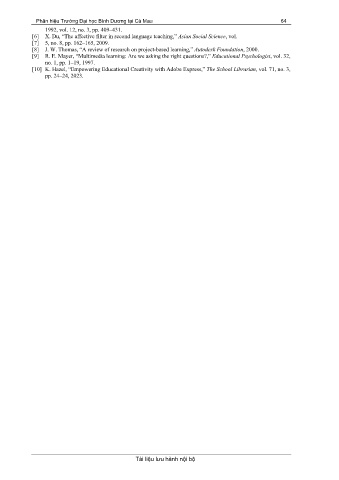 Phân hiệu Trường Đại học Bình Dương tại Cà Mau 64
1992, vol. 12, no. 3, pp. 409–431.
[6] X. Du, "The affective filter in second language teaching," Asian Social Science, vol.
[7] 5, no. 8, pp. 162–165, 2009.
[8] J. W. Thomas, "A review of research on project-based learning," Autodesk Foundation, 2000.
[9] R. E. Mayer, "Multimedia learning: Are we asking the right questions?," Educational Psychologist, vol. 32,
no. 1, pp. 1–19, 1997.
[10] K. Hazel, "Empowering Educational Creativity with Adobe Express," The School Librarian, vol. 71, no. 3,
pp. 24–24, 2023.
Tài liệu lưu hành nội bộ